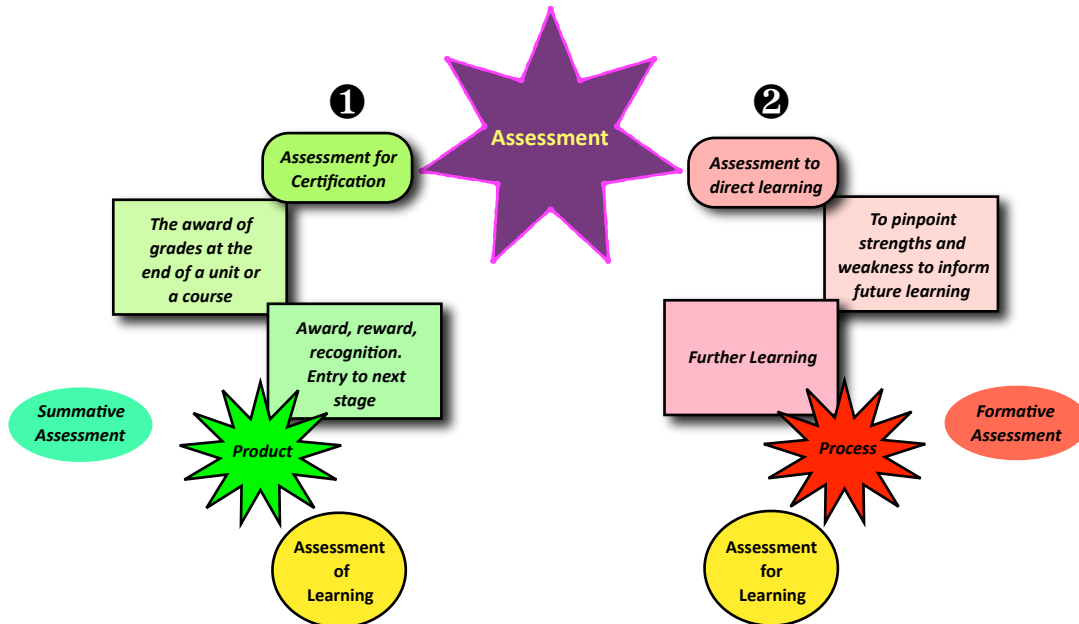 ❶
❷
Assessment
Assessment for
Certification
The award of
grades at the
end of a unit or
a course
Award, reward,
recognition.
Entry to next
stage
Summative
Assessment
Product
Assessment
of
Learning
Assessment to
direct learning
To pinpoint
strengths and
weakness to inform
future learning
Further Learning
Process
Formative
Assessment
Assessment
for
Learning